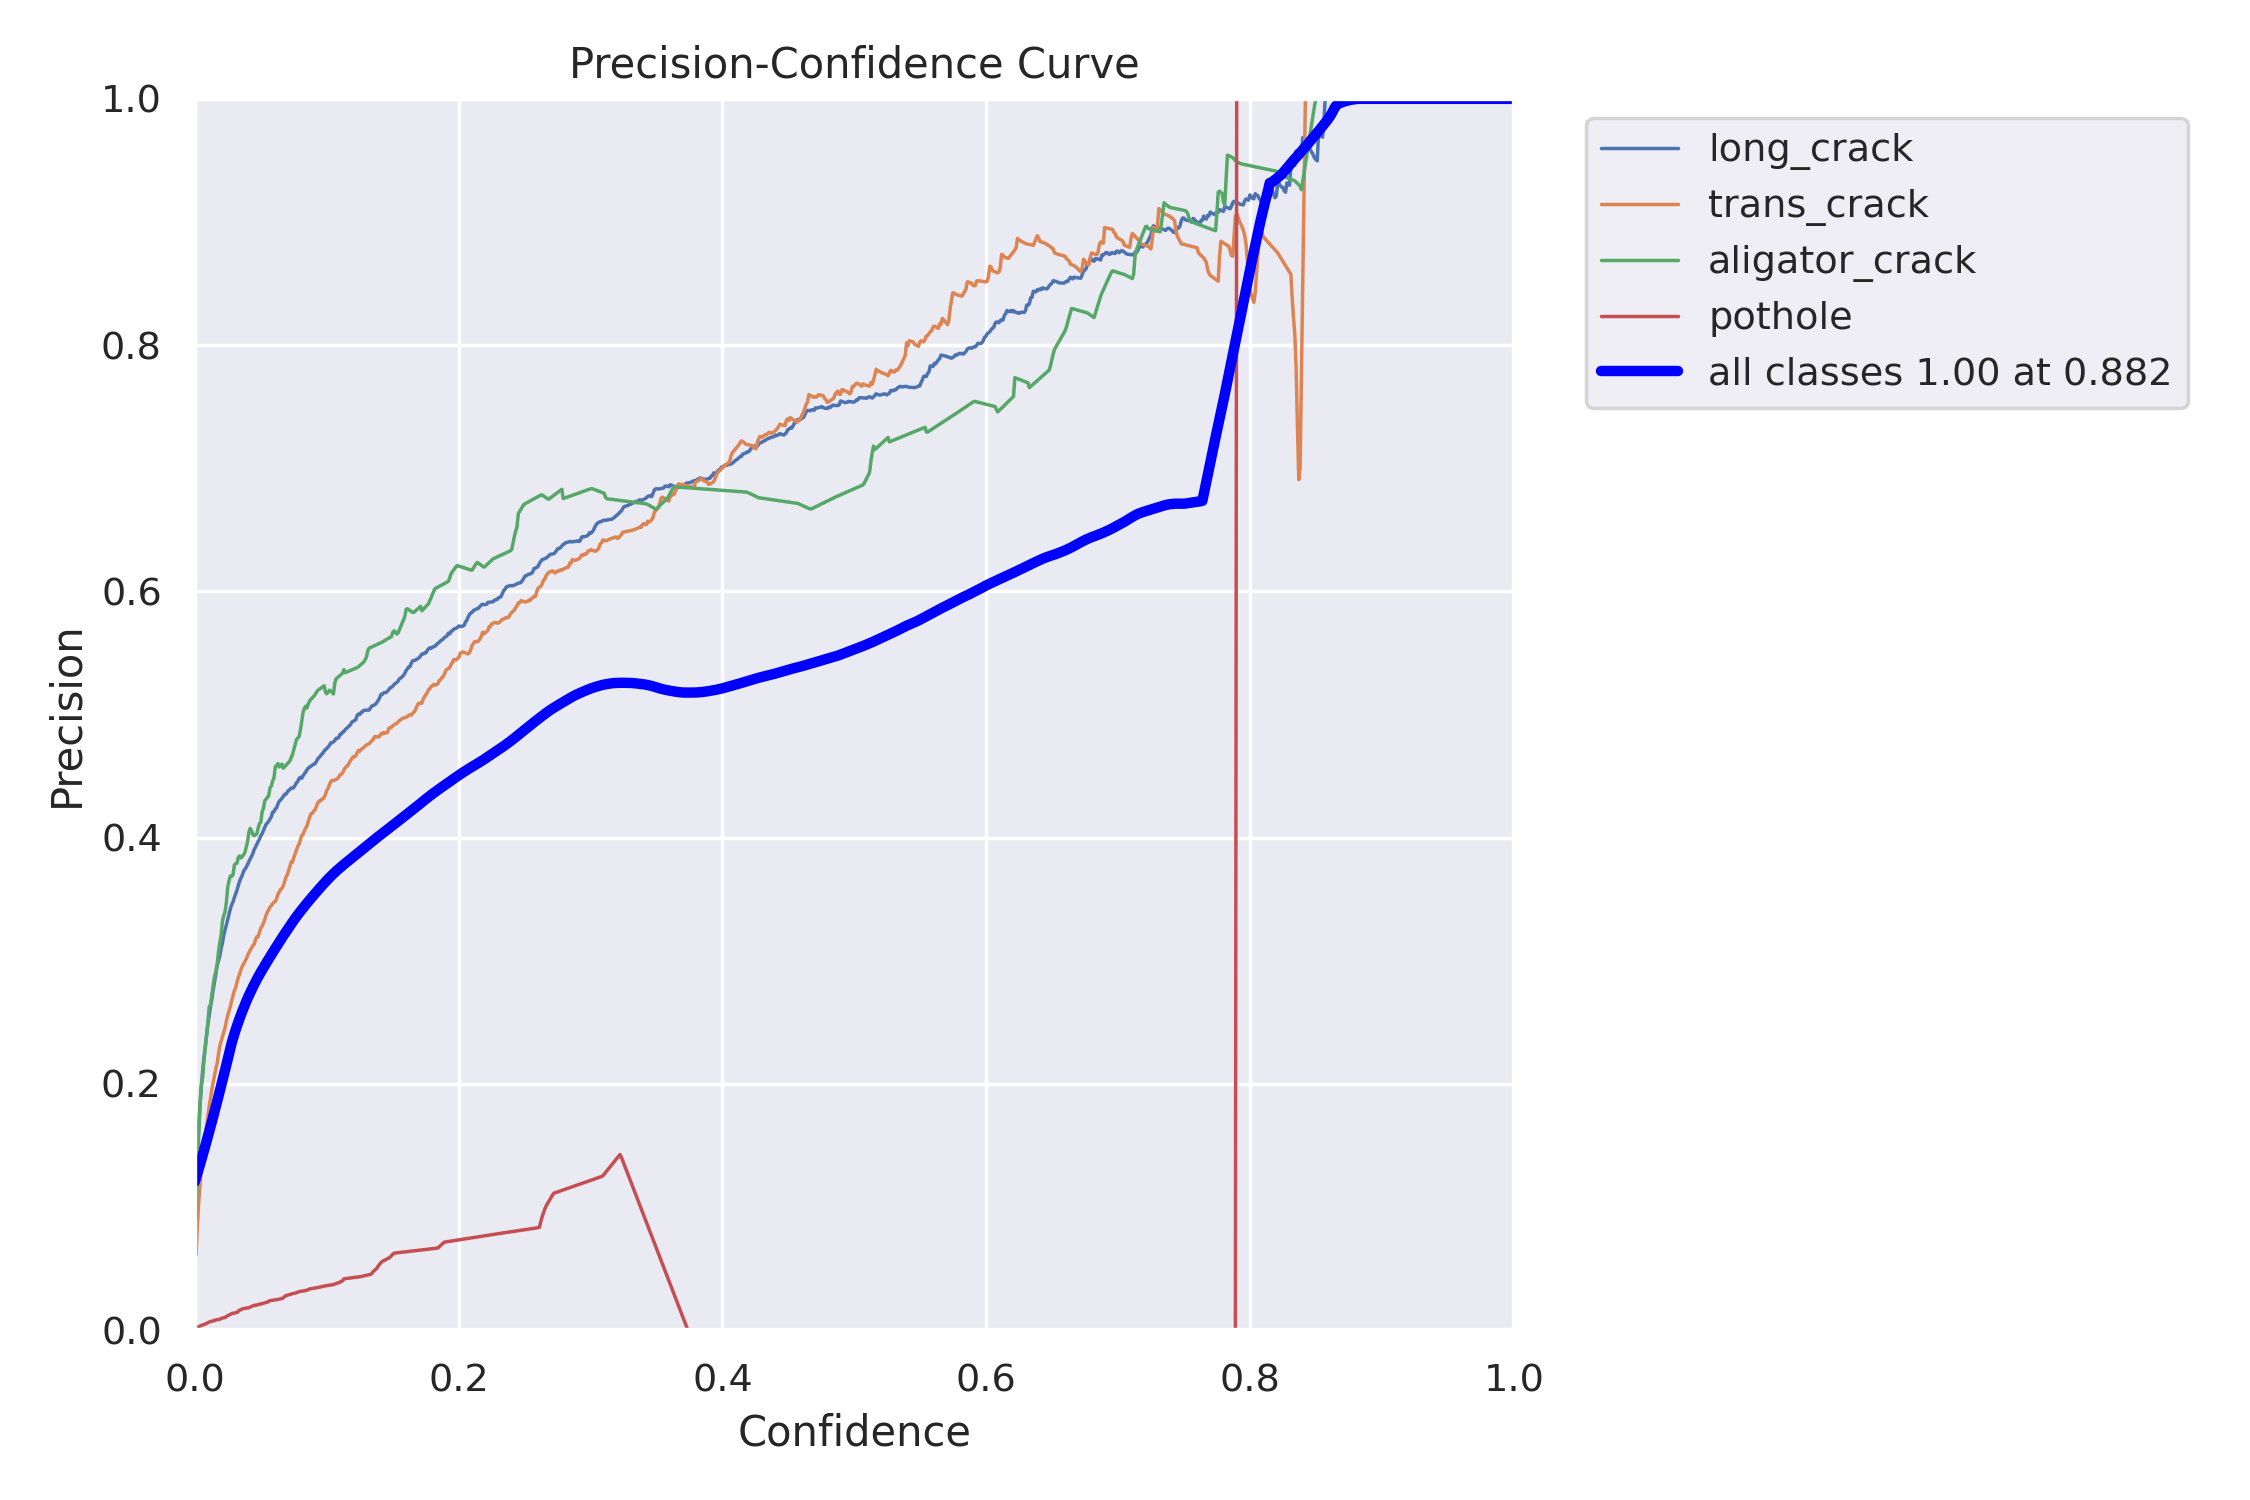 Precision-Confidence Curve
1.0
0.8
0.6
0.4
0.2
0.0
Precision
0.0 0.2 0.4 0.6 0.8 1.0
Confidence
long_crack
trans_crack
aligator_crack
pothole
all classes 1.00 at 0.882